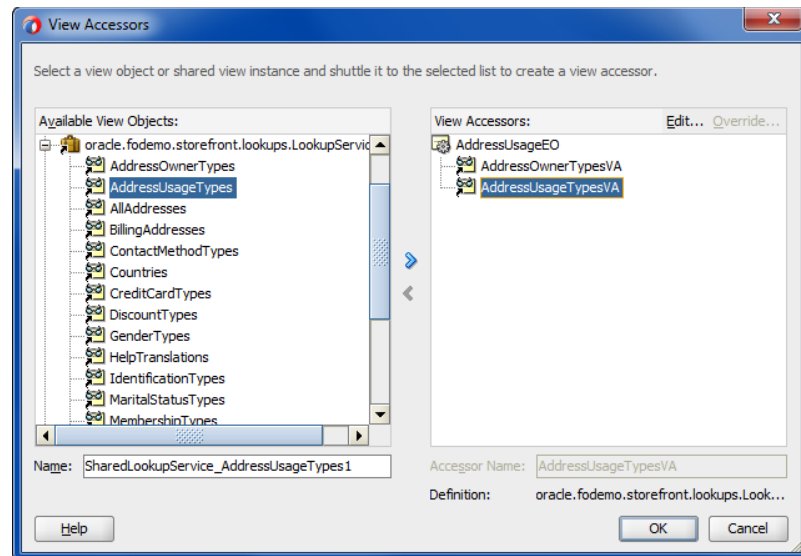 View Accessors
Select a view object or shared view instance and shuttle it to the selected list to create a view accessor.
Available View Objects:
oracle.fodemo.storefront.lookups.LookupServic
AddressOwnerTypes
AddressUsageTypes
AllAddresses
BillingAddresses
ContactMethodTypes
Countries
CreditCardTypes
DiscountTypes
GenderTypes
HelpTranslations
IdentificationTypes
MaritalStatusTypes
MembershipTypes
Name: SharedLookupService_AddressUsageTypes1
View Accessors: Edit... Override...
AddressUsageEO
AddressOwnerTypesVA
AddressUsageTypesVA
Accessor Name: AddressUsageTypesVA
Definition: oracle.fodemo.storefront.lookups.Look...
Help OK Cancel